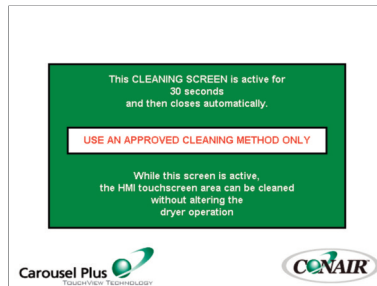 This CLEANING SCREEN is active for
30 seconds
and then closes automatically.
USE AN APPROVED CLEANING METHOD ONLY
While this screen is active,
the HMI touchscreen area can be cleaned
without altering the
dryer operation
Carousel Plus
TOUCHVIEW TECHNOLOGY
CONAIR